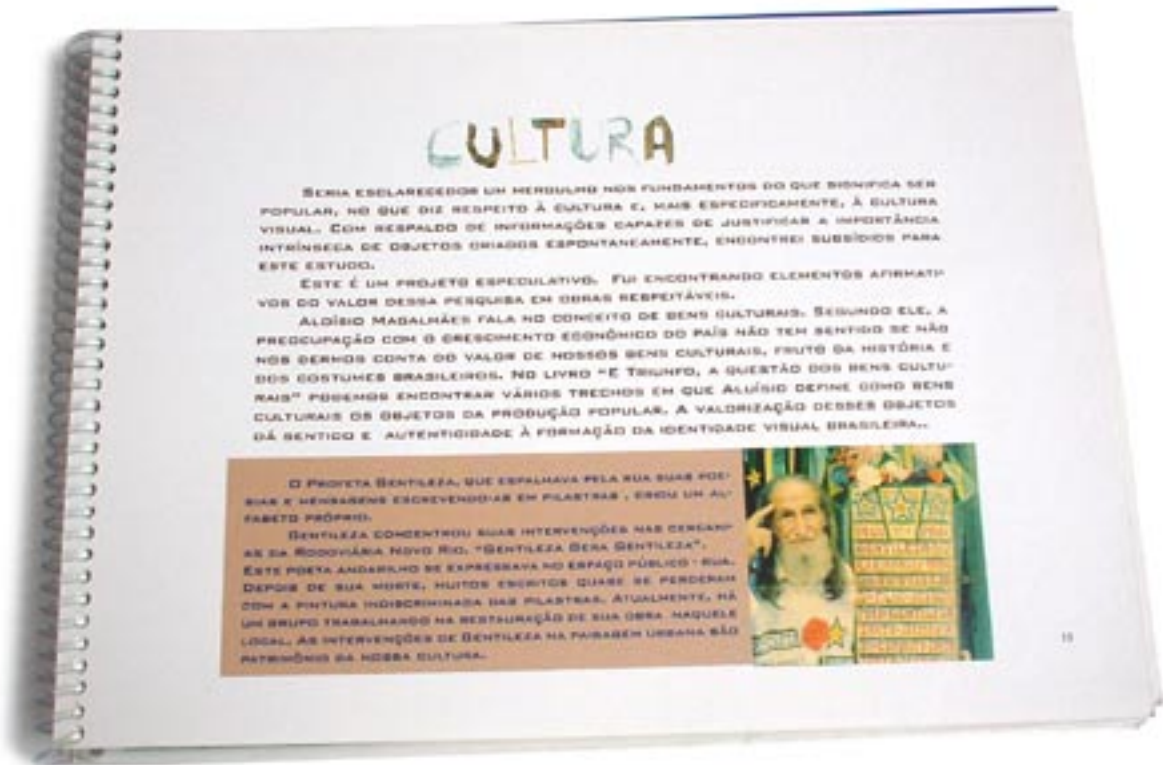 CULTURA
SERIA ESCLARECEDOR UM MERGULHO NOS FUNDAMENTOS DO QUE SIGNIFICA SER
POPULAR, NO QUE DIZ RESPEITO À CULTURA E, MAIS ESPECIFICAMENTE, À CULTURA
VISUAL. COM RESPALDO DE INFORMAÇÕES CAPAZES DE JUSTIFICAR A IMPORTÂNCIA
INTRÍNSECA DE OBJETOS CRIADOS ESPONTANEAMENTE, ENCONTREI SUBSÍDIOS PARA
ESTE ESTUDO.
ESTE É UM PROJETO ESPECULATIVO. FUI ENCONTRANDO ELEMENTOS AFIRMATI-
VOS DO VALOR DESSA PESQUISA EM OBRAS RESPEITÁVEIS.
ALOÍSIO MAGALHÃES FALA NO CONCEITO DE BENS CULTURAIS. SEGUNDO ELE, A
PREOCUPAÇÃO COM O CRESCIMENTO ECONÔMICO DO PAÍS NÃO TEM SENTIDO SE NÃO
NOS DERMOS CONTA DO VALOR DE NOSSOS BENS CULTURAIS, FRUTO DA HISTÓRIA E
DOS COSTUMES BRASILEIROS. NO LIVRO "E TRIUNFO, A QUESTÃO DOS BENS CULTU-
RAIS" PODEMOS ENCONTRAR VÁRIOS TRECHOS EM QUE ALUÍSIO DEFINE COMO BENS
CULTURAIS OS OBJETOS DA PRODUÇÃO POPULAR. A VALORIZAÇÃO DESSES OBJETOS
DÁ SENTIDO E AUTENTICIDADE À FORMAÇÃO DA IDENTIDADE VISUAL BRASILEIRA..
O PROFETA GENTILEZA, QUE ESPALHAVA PELA RUA SUAS POE-
SIAS E MENSAGENS ESCREVENDO-AS EM PILASTRAS , CRIOU UM AL-
FABETO PRÓPRIO.
GENTILEZA CONCENTROU SUAS INTERVENÇÕES NAS CERCANI-
AS DA RODOVIÁRIA NOVO RIO. "GENTILEZA GERA GENTILEZA".
ESTE POETA ANDARILHO SE EXPRESSAVA NO ESPAÇO PÚBLICO - RUA.
DEPOIS DE SUA MORTE, MUITOS ESCRITOS QUASE SE PERDERAM
COM A PINTURA INDISCRIMINADA DAS PILASTRAS. ATUALMENTE, HÁ
UM GRUPO TRABALHANDO NA RESTAURAÇÃO DE SUA OBRA NAQUELE
LOCAL. AS INTERVENÇÕES DE GENTILEZA NA PAISAGEM URBANA SÃO
PATRIMÔNIO DA NOSSA CULTURA.